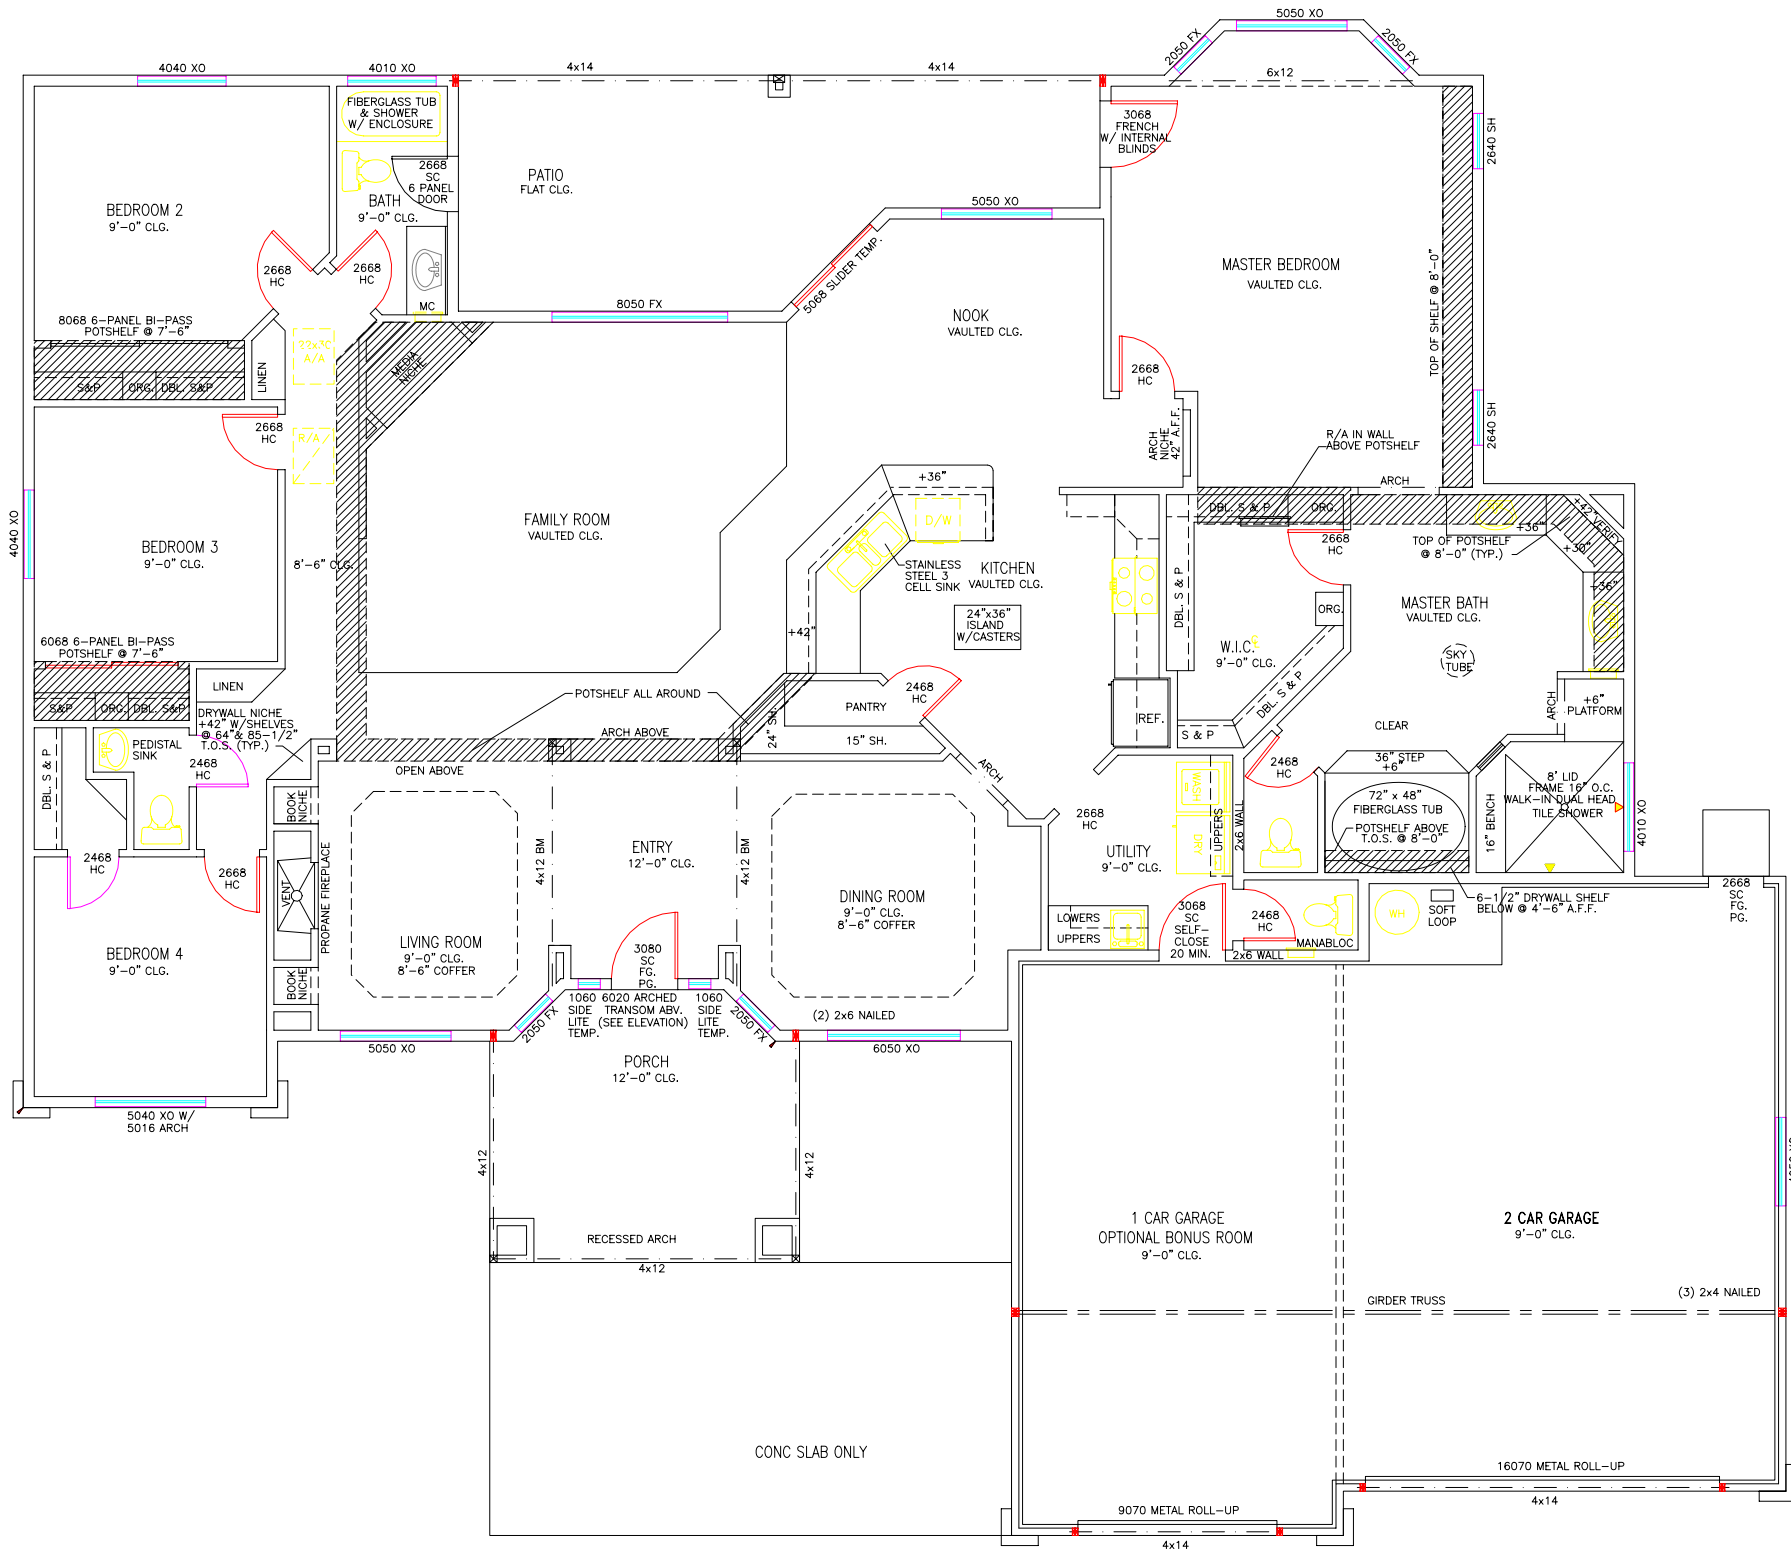 5050 XO
2050 FX
2050 FX
6x12
4040 XO
4010 XO
4x14
4x14
FIBERGLASS TUB
& SHOWER
W/ ENCLOSURE
2668
SC
6 PANEL
DOOR
BATH
9'-0" CLG.
MC
BEDROOM 2
9'-0" CLG.
2668
HC
2668
HC
8068 6-PANEL BI-PASS
POTSHELF @ 7'-6"
S&P
ORG.
DBL. S&P
LINEN
22x30
A/A
PATIO
FLAT CLG.
5050 XO
5068 SLIDER TEMP.
8050 FX
MEDIA
NICHE
NOOK
VAULTED CLG.
3068
FRENCH
W/ INTERNAL
BLINDS
MASTER BEDROOM
VAULTED CLG.
2640 SH
TOP OF SHELF @ 8'-0"
2640 SH
2668
HC
ARCH
NICHE
42" A.F.F.
R/A IN WALL
ABOVE POTSHELF
ARCH
2668
HC
R/A
4040 XO
BEDROOM 3
9'-0" CLG.
8'-6" CLG.
6068 6-PANEL BI-PASS
POTSHELF @ 7'-6"
S&P
ORG.
DBL. S&P
LINEN
FAMILY ROOM
VAULTED CLG.
+36"
D/W
STAINLESS
STEEL 3
CELL SINK
KITCHEN
VAULTED CLG.
24"x36"
ISLAND
W/CASTERS
+42"
2468
HC
PANTRY
15" SH.
24" SH.
REF.
DBL. S & P
ORG.
2668
HC
DBL. S & P
ORG.
W.I.C.
9'-0" CLG.
DBL. S & P
S & P
TOP OF POTSHELF
@ 8'-0" (TYP.)
+36"
+42" VERIFY
+30"
+36"
MASTER BATH
VAULTED CLG.
SKY
TUBE
CLEAR
ARCH
+6"
PLATFORM
DRYWALL NICHE
+42" W/SHELVES
@ 64"& 85-1/2"
T.O.S. (TYP.)
PEDISTAL
SINK
2468
HC
DBL. S & P
POTSHELF ALL AROUND
ARCH ABOVE
OPEN ABOVE
ARCH
BOOK
NICHE
VENT
PROPANE FIREPLACE
BOOK
NICHE
2468
HC
2668
HC
BEDROOM 4
9'-0" CLG.
5040 XO W/
5016 ARCH
LIVING ROOM
9'-0" CLG.
8'-6" COFFER
5050 XO
4x12 BM
ENTRY
12'-0" CLG.
4x12 BM
DINING ROOM
9'-0" CLG.
8'-6" COFFER
3080
SC
FG.
PG.
1060
SIDE
LITE
TEMP.
6020 ARCHED
TRANSOM ABV.
(SEE ELEVATION)
1060
SIDE
LITE
TEMP.
2050 FX
2050 FX
(2) 2x6 NAILED
6050 XO
2668
HC
UTILITY
9'-0" CLG.
WASH
DRY
UPPERS
2x6 WALL
LOWERS
UPPERS
3068
SC
SELF-
CLOSE
20 MIN.
2468
HC
2468
HC
MANABLOC
2x6 WALL
WH
SOFT
LOOP
36" STEP
+6"
72" x 48"
FIBERGLASS TUB
POTSHELF ABOVE
T.O.S. @ 8'-0"
16" BENCH
8' LID
FRAME 16" O.C.
WALK-IN DUAL HEAD
TILE SHOWER
4010 XO
6-1/2" DRYWALL SHELF
BELOW @ 4'-6" A.F.F.
2668
SC
FG.
PG.
PORCH
12'-0" CLG.
4x12
4x12
RECESSED ARCH
4x12
CONC SLAB ONLY
1 CAR GARAGE
OPTIONAL BONUS ROOM
9'-0" CLG.
2 CAR GARAGE
9'-0" CLG.
GIRDER TRUSS
(3) 2x4 NAILED
16070 METAL ROLL-UP
4x14
9070 METAL ROLL-UP
4x14